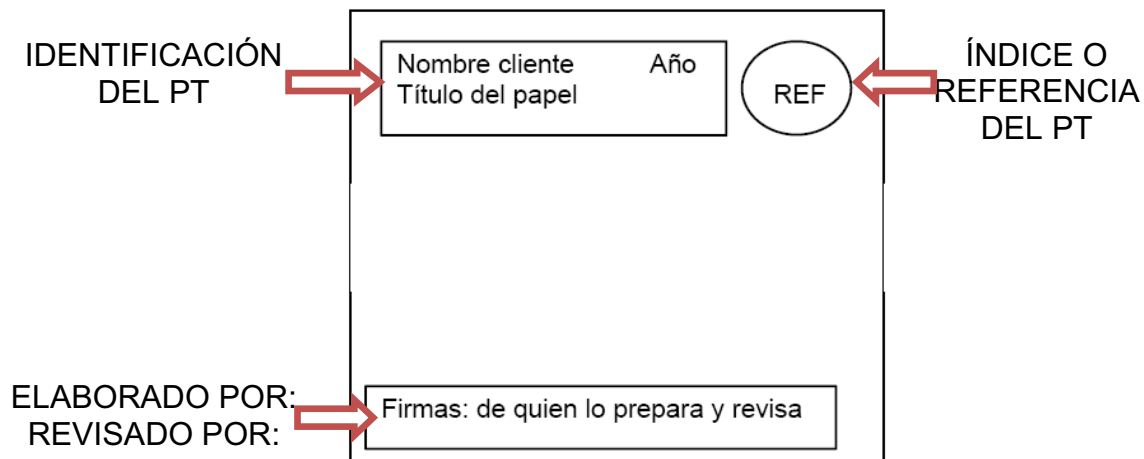 IDENTIFICACIÓN
DEL PT
Nombre cliente Año
Título del papel
REF
ÍNDICE O
REFERENCIA
DEL PT
ELABORADO POR:
REVISADO POR:
Firmas: de quien lo prepara y revisa